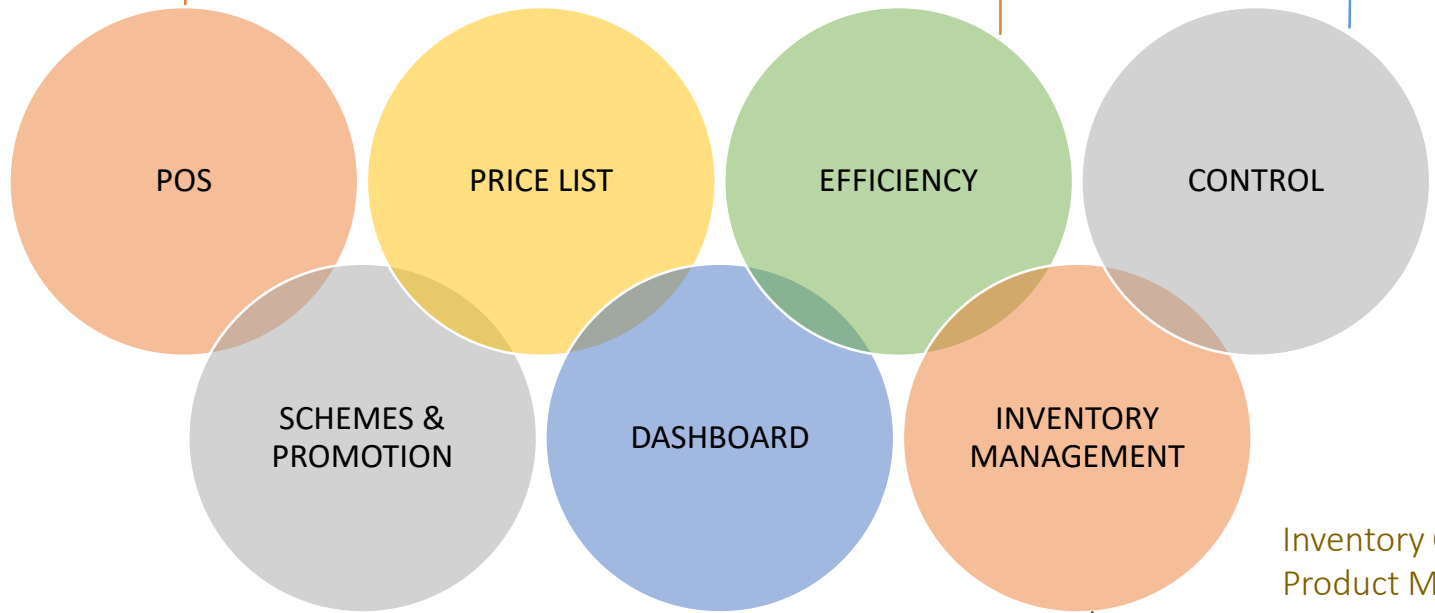 POS
PRICE LIST
EFFICIENCY
CONTROL
SCHEMES &
PROMOTION
DASHBOARD
INVENTORY
MANAGEMENT
Inventory
Product